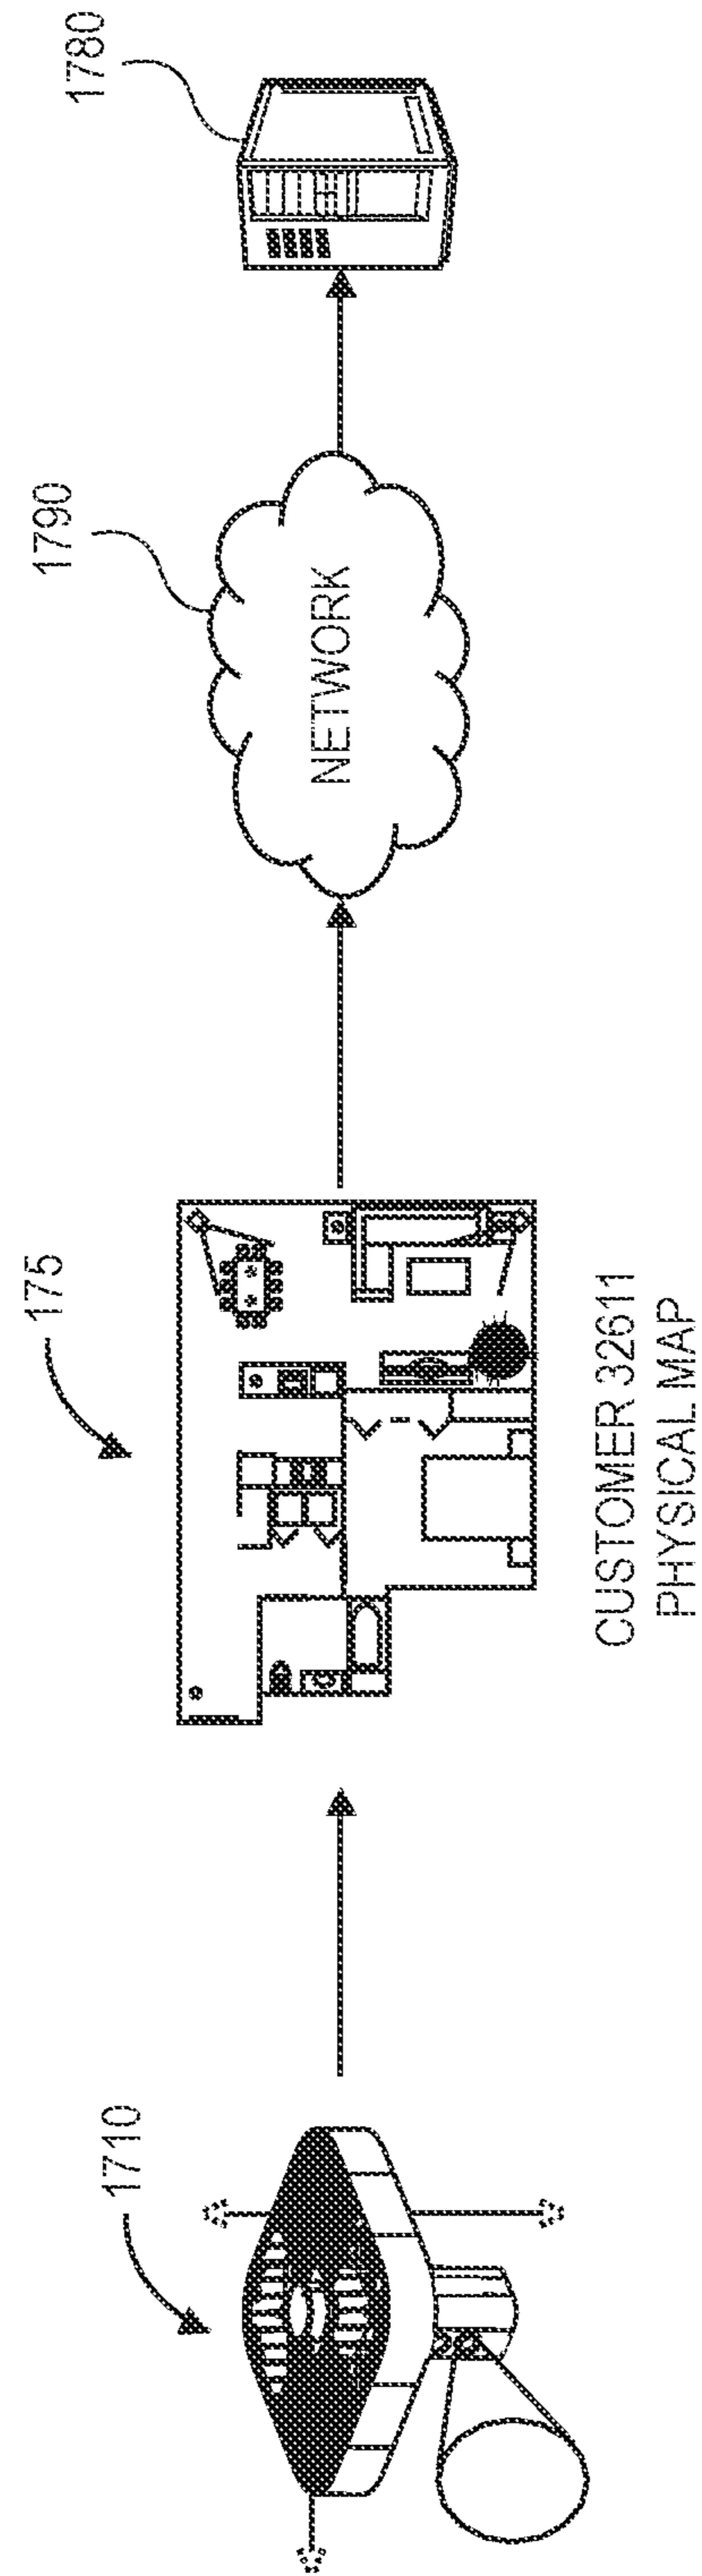 1710
175
CUSTOMER 32611
PHYSICAL MAP
1790
NETWORK
1780